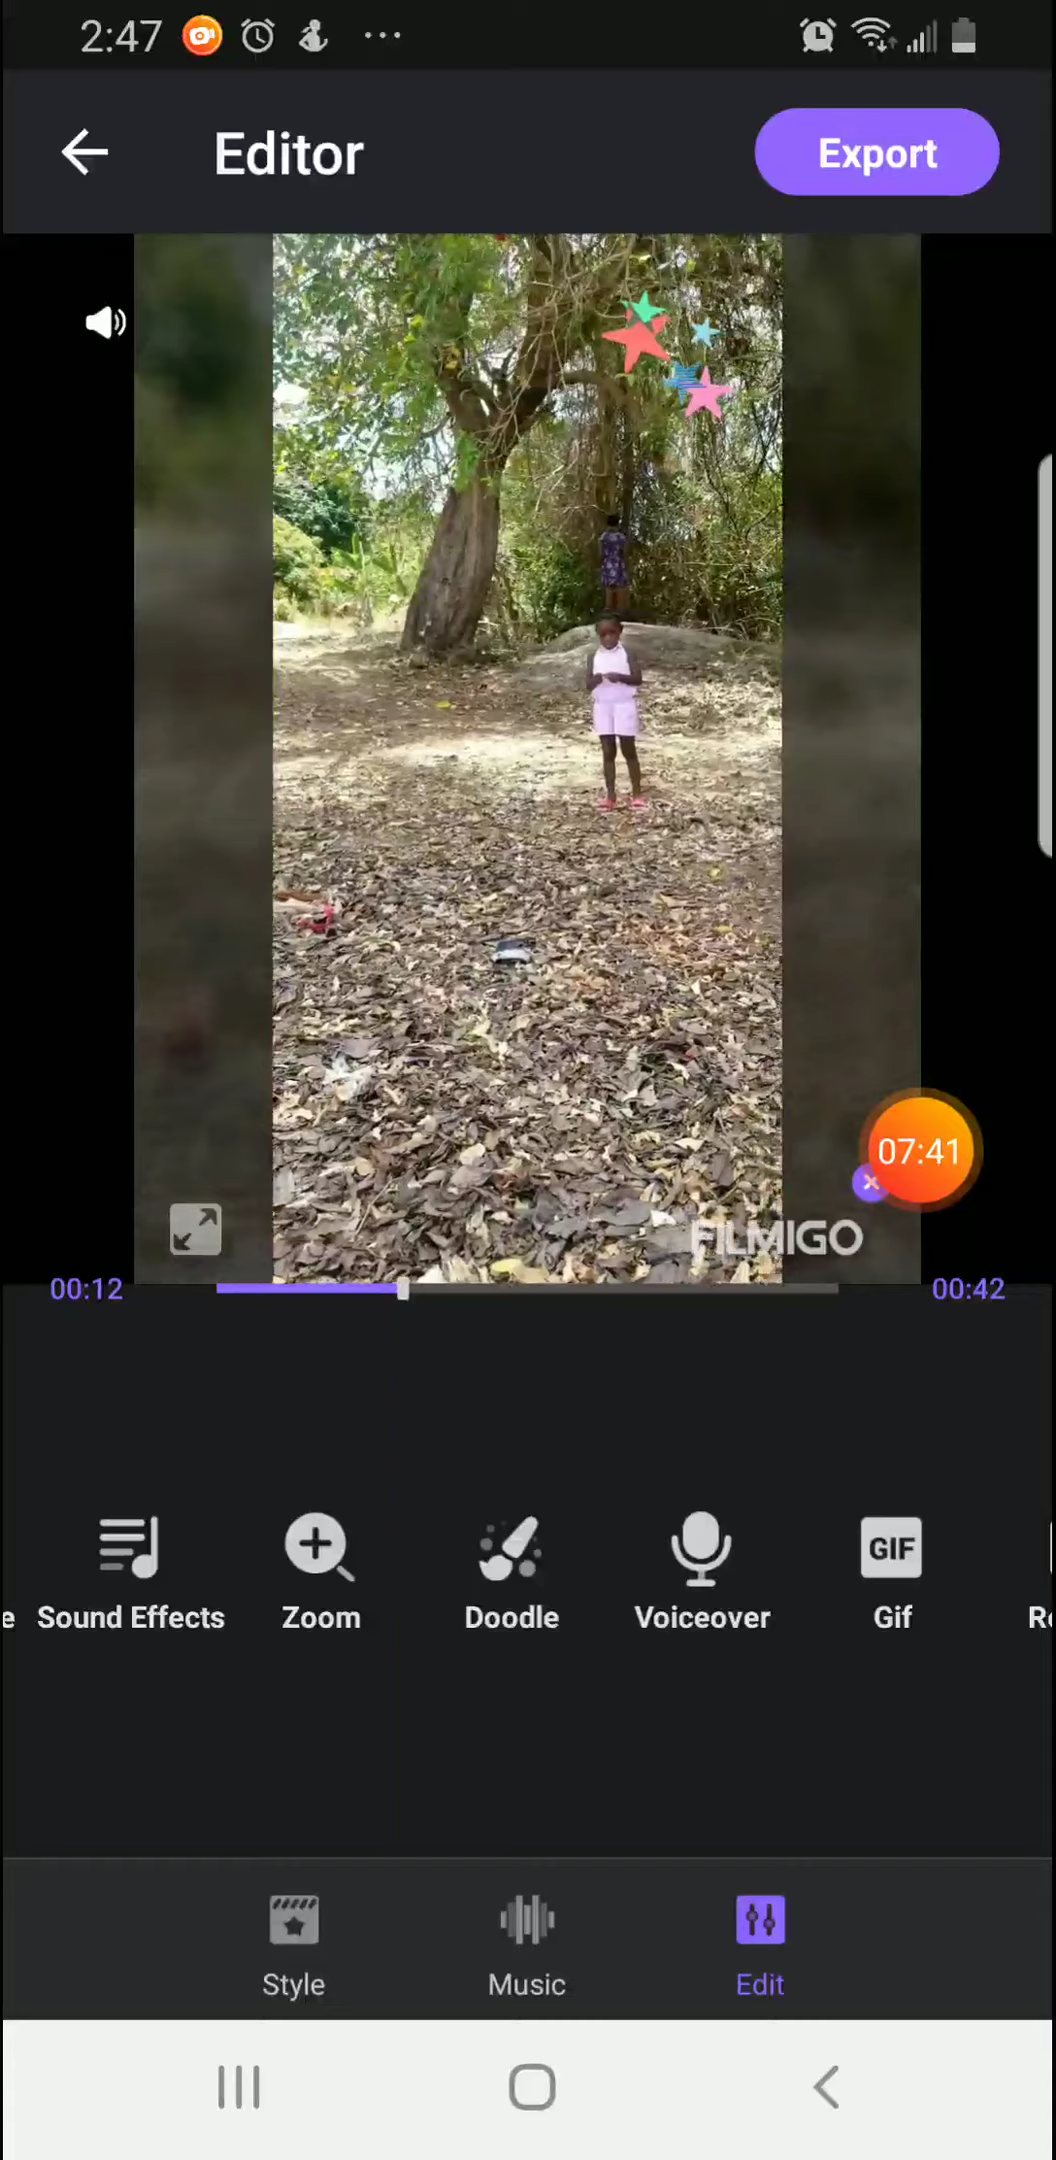 2:47
Editor
Export
07:41
FILMIGO
00:12
00:42
e
Sound Effects
Zoom
Doodle
Voiceover
GIF
Gif
Style
Music
Edit